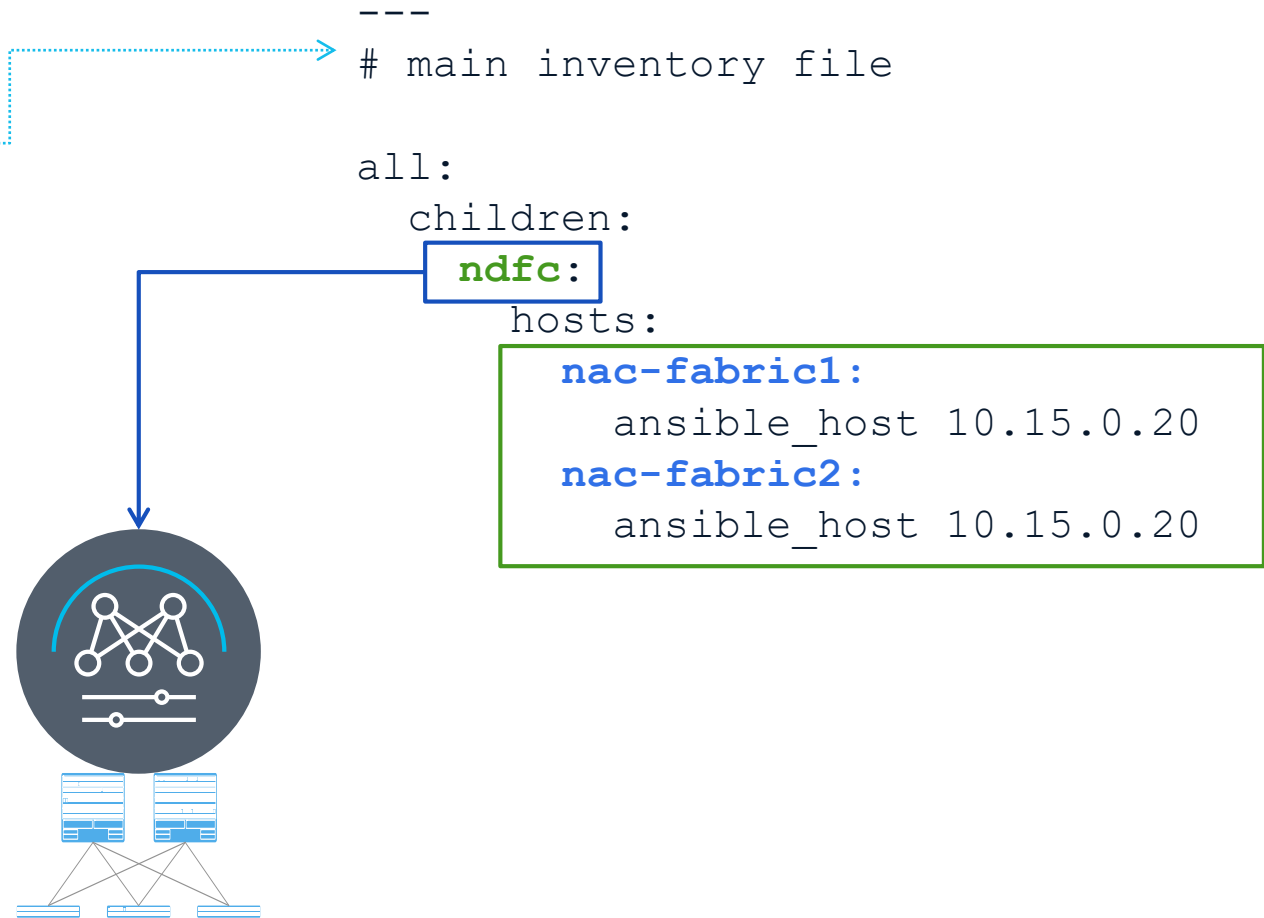 ---
# main inventory file
all:
  children:
    ndfc:
      hosts:
        nac-fabric1:
          ansible_host 10.15.0.20
        nac-fabric2:
          ansible_host 10.15.0.20